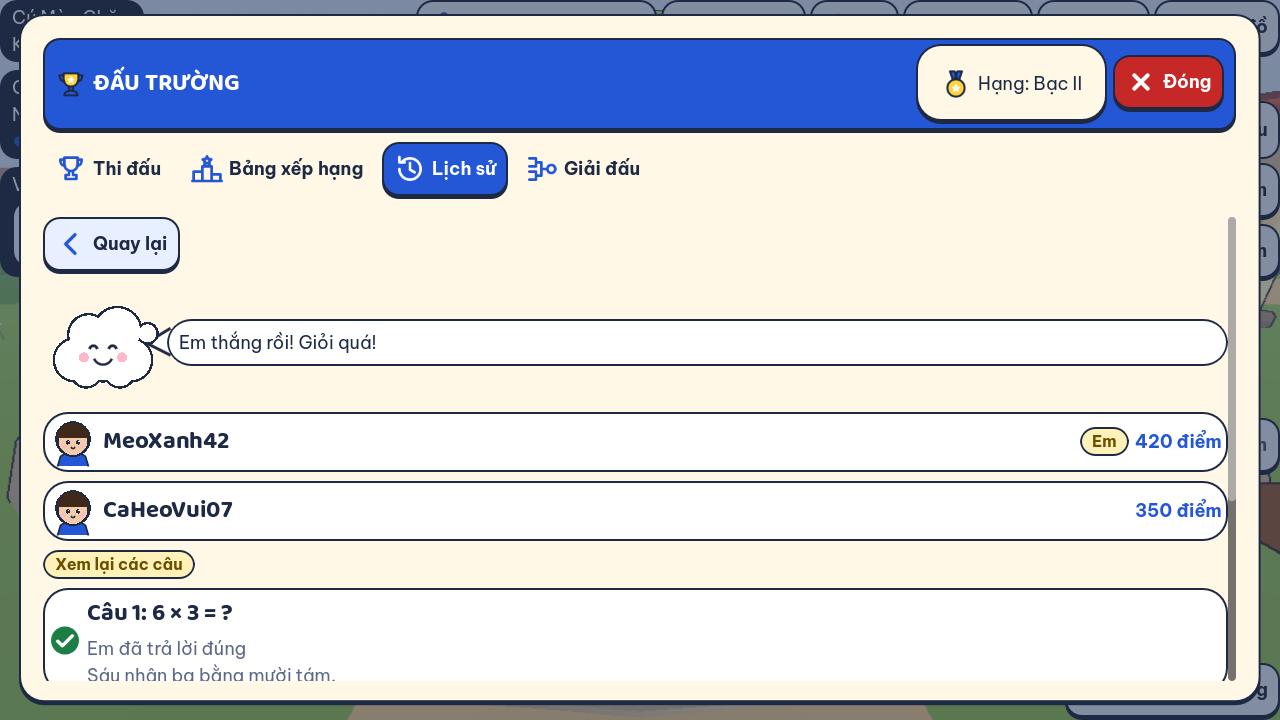 ĐẤU TRƯỜNG
Hạng: Bạc II
Đóng
Thi đấu
Bảng xếp hạng
Lịch sử
Giải đấu
Quay lại
Em thắng rồi! Giỏi quá!
MeoXanh42
Em
420 điểm
CaHeoVui07
350 điểm
Xem lại các câu
Câu 1: 6 × 3 = ?
Em đã trả lời đúng
Sáu nhân ba bằng mười tám.